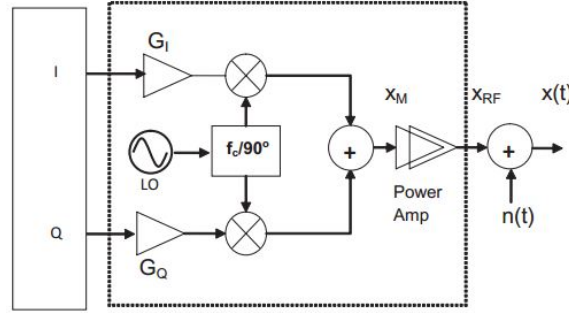 I
G_I
x_M
x_RF
x(t)
LO
f_c/90°
+
+
Power
Amp
n(t)
Q
G_Q